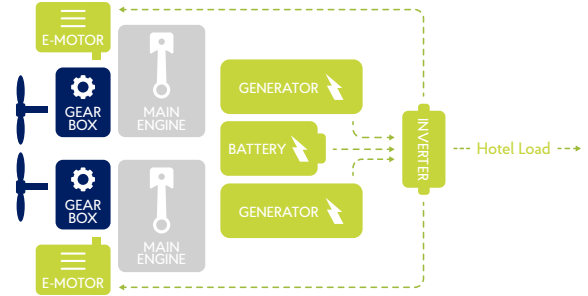 E-MOTOR
GEAR
BOX
MAIN
ENGINE
GENERATOR
BATTERY
INVERTER
Hotel Load
GEAR
BOX
MAIN
ENGINE
GENERATOR
E-MOTOR